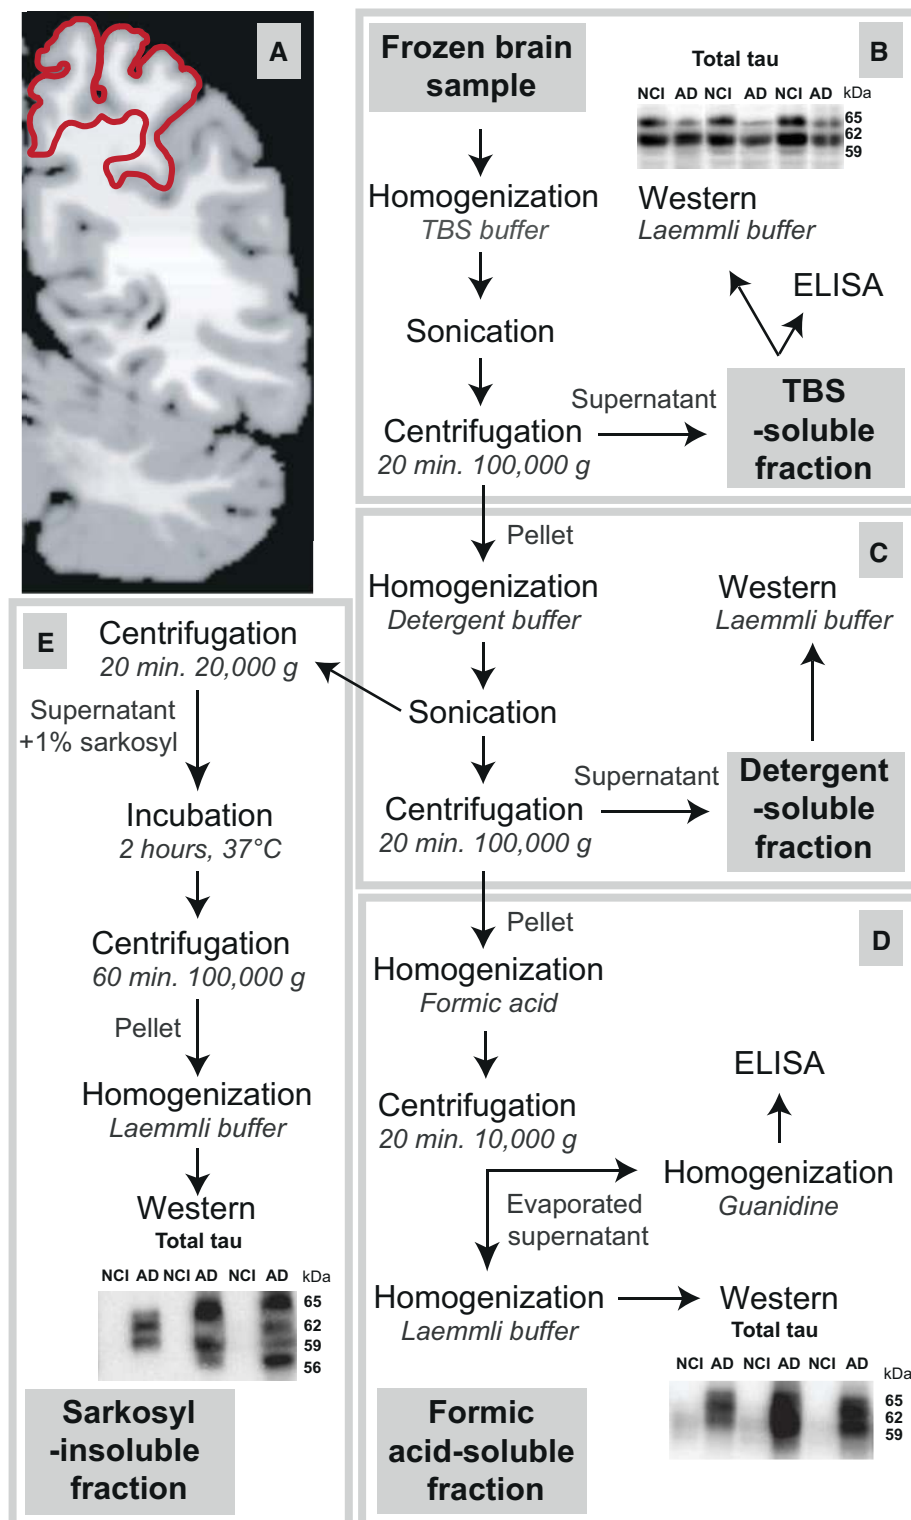 A
B
Frozen brain
sample
Total tau
NCI AD NCI AD NCI AD kDa
65
62
59
Homogenization
TBS buffer
Western
Laemmli buffer
ELISA
Sonication
Centrifugation
20 min. 100,000 g
Supernatant
TBS
-soluble
fraction
Pellet
C
Homogenization
Detergent buffer
Western
Laemmli buffer
Sonication
Centrifugation
20 min. 100,000 g
Supernatant
Detergent
-soluble
fraction
Pellet
D
Homogenization
Formic acid
Centrifugation
20 min. 10,000 g
ELISA
Homogenization
Guanidine
Evaporated
supernatant
Homogenization
Laemmli buffer
Western
Total tau
NCI AD NCI AD NCI AD kDa
65
62
59
Formic
acid-soluble
fraction
E
Centrifugation
20 min. 20,000 g
Supernatant
+1% sarkosyl
Incubation
2 hours, 37°C
Centrifugation
60 min. 100,000 g
Pellet
Homogenization
Laemmli buffer
Western
Total tau
NCI AD NCI AD NCI AD kDa
65
62
59
56
Sarkosyl
-insoluble
fraction